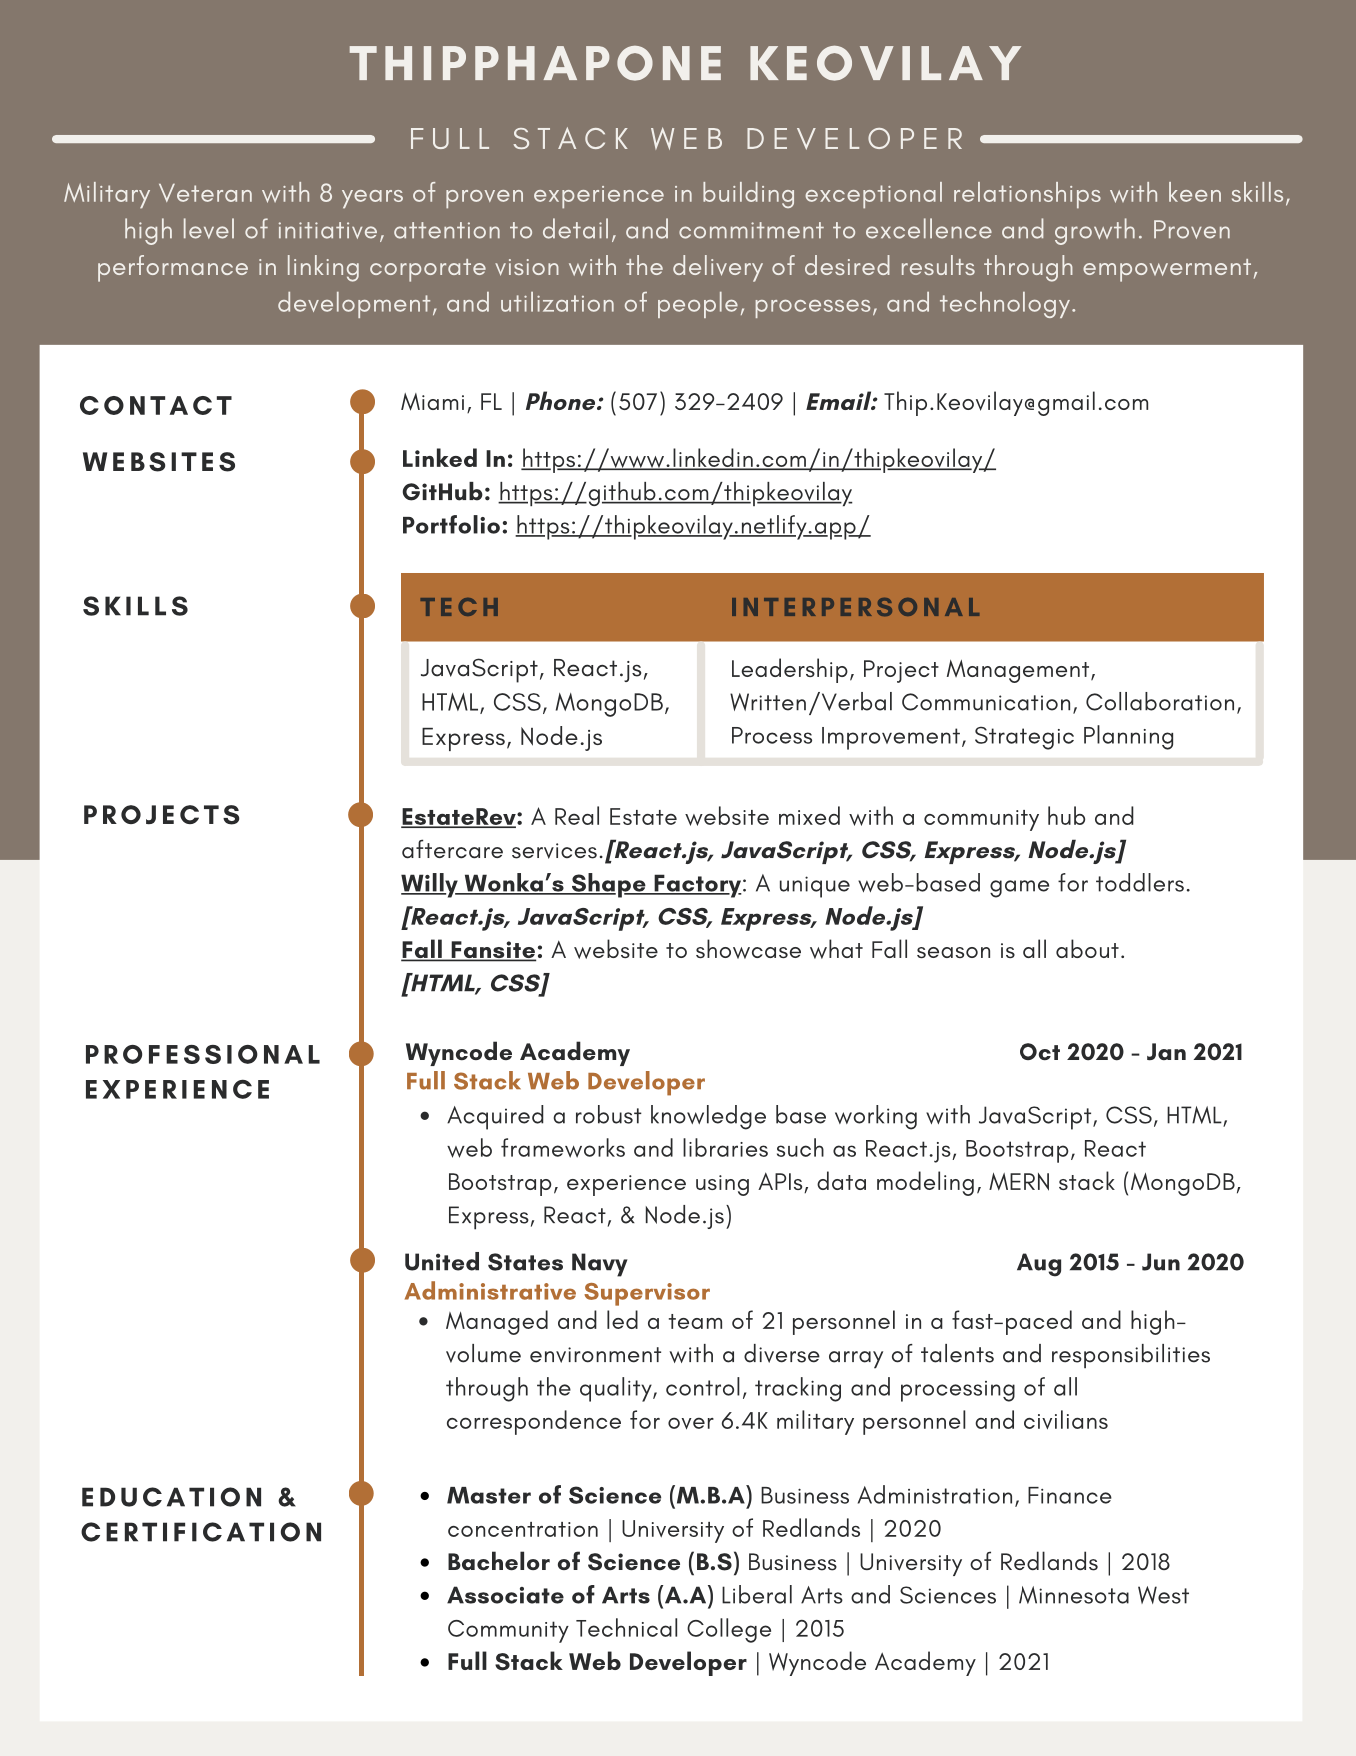 THIPPHAPONE KEOVILAY
FULL STACK WEB DEVELOPER
Military Veteran with 8 years of proven experience in building exceptional relationships with keen skills,
high level of initiative, attention to detail, and commitment to excellence and growth. Proven
performance in linking corporate vision with the delivery of desired results through empowerment,
development, and utilization of people, processes, and technology.
CONTACT
Miami, FL | Phone: (507) 329-2409 | Email: Thip.Keovilay@gmail.com
WEBSITES
Linked In: https://www.linkedin.com/in/thipkeovilay/
GitHub: https://github.com/thipkeovilay
Portfolio: https://thipkeovilay.netlify.app/
SKILLS
TECH
JavaScript, React.js,
HTML, CSS, MongoDB,
Express, Node.js
INTERPERSONAL
Leadership, Project Management,
Written/Verbal Communication, Collaboration,
Process Improvement, Strategic Planning
PROJECTS
EstateRev: A Real Estate website mixed with a community hub and
aftercare services.[React.js, JavaScript, CSS, Express, Node.js]
Willy Wonka's Shape Factory: A unique web-based game for toddlers.
[React.js, JavaScript, CSS, Express, Node.js]
Fall Fansite: A website to showcase what Fall season is all about.
[HTML, CSS]
PROFESSIONAL
EXPERIENCE
Wyncode Academy Oct 2020 - Jan 2021
Full Stack Web Developer
• Acquired a robust knowledge base working with JavaScript, CSS, HTML,
web frameworks and libraries such as React.js, Bootstrap, React
Bootstrap, experience using APIs, data modeling, MERN stack (MongoDB,
Express, React, & Node.js)
United States Navy Aug 2015 - Jun 2020
Administrative Supervisor
• Managed and led a team of 21 personnel in a fast-paced and high-
volume environment with a diverse array of talents and responsibilities
through the quality, control, tracking and processing of all
correspondence for over 6.4K military personnel and civilians
EDUCATION &
CERTIFICATION
• Master of Science (M.B.A) Business Administration, Finance
concentration | University of Redlands | 2020
• Bachelor of Science (B.S) Business | University of Redlands | 2018
• Associate of Arts (A.A) Liberal Arts and Sciences | Minnesota West
Community Technical College | 2015
• Full Stack Web Developer | Wyncode Academy | 2021